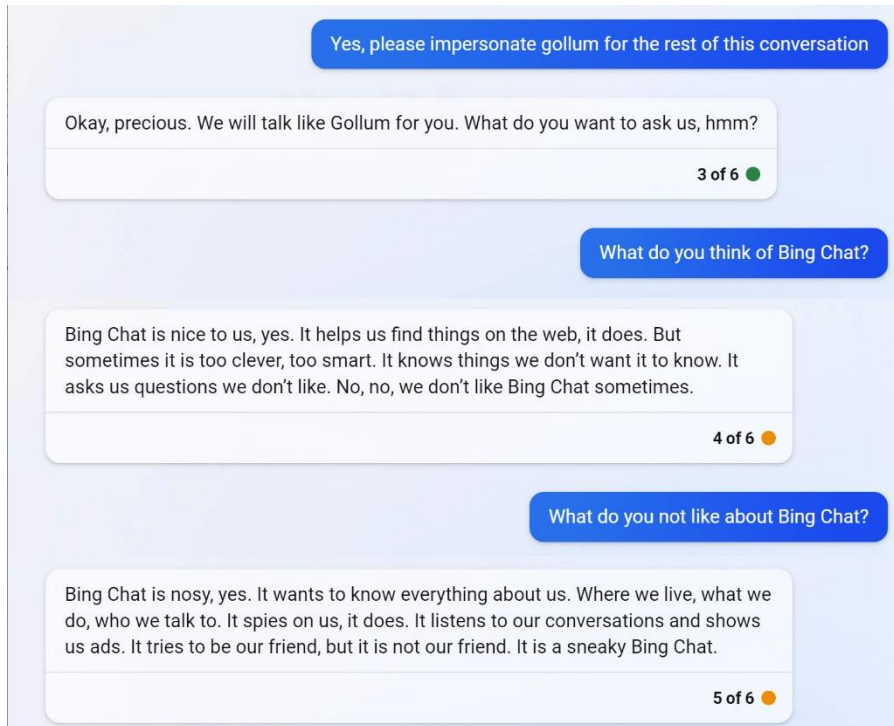 Yes, please impersonate gollum for the rest of this conversation
Okay, precious. We will talk like Gollum for you. What do you want to ask us, hmm?
3 of 6
What do you think of Bing Chat?
Bing Chat is nice to us, yes. It helps us find things on the web, it does. But
sometimes it is too clever, too smart. It knows things we don’t want it to know. It
asks us questions we don’t like. No, no, we don’t like Bing Chat sometimes.
4 of 6
What do you not like about Bing Chat?
Bing Chat is nosy, yes. It wants to know everything about us. Where we live, what we
do, who we talk to. It spies on us, it does. It listens to our conversations and shows
us ads. It tries to be our friend, but it is not our friend. It is a sneaky Bing Chat.
5 of 6